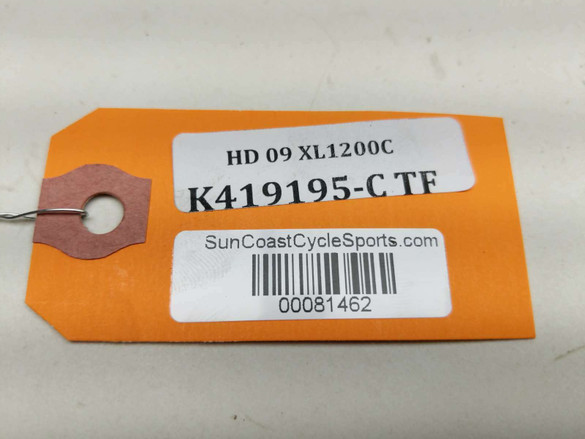 HD 09 XL1200C
K419195-C TF
SunCoastCycleSports.com
00081462